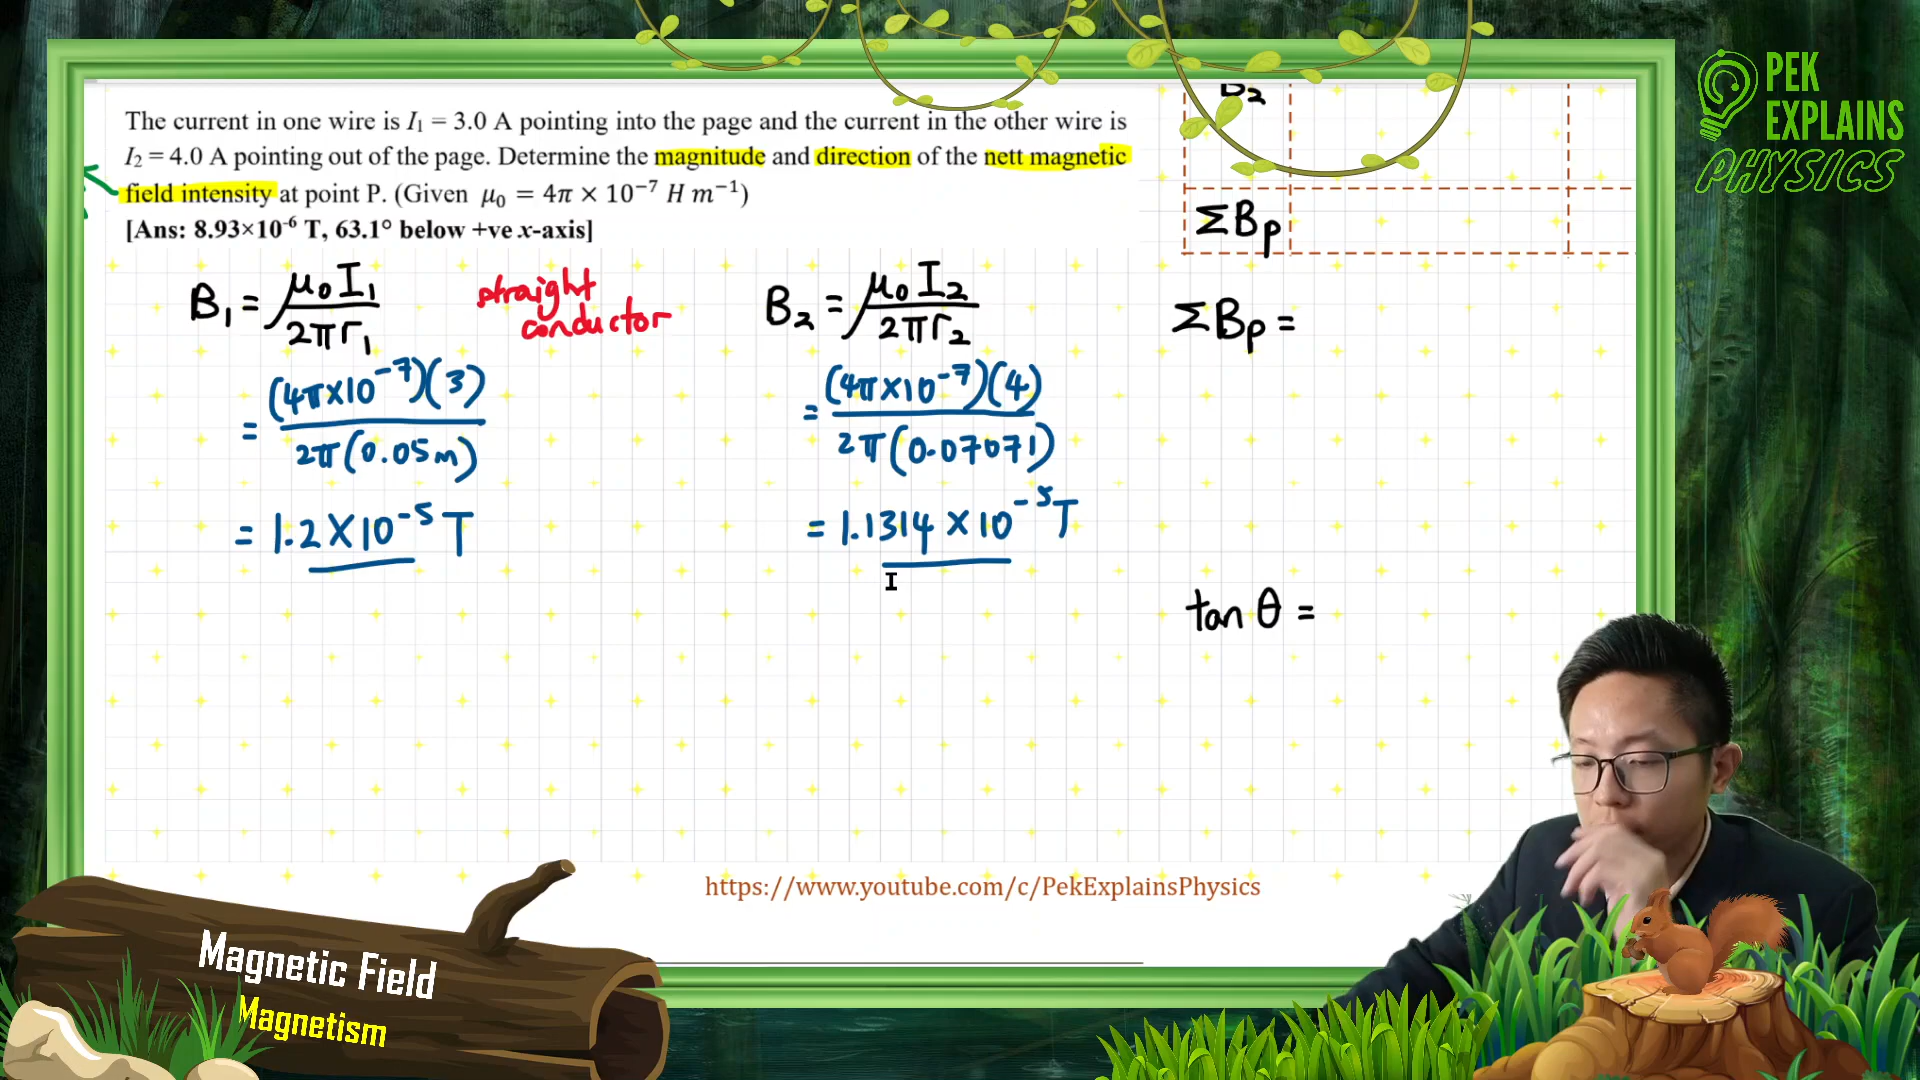 The current in one wire is I₁ = 3.0 A pointing into the page and the current in the other wire is
I₂ = 4.0 A pointing out of the page. Determine the magnitude and direction of the nett magnetic
field intensity at point P. (Given μ₀ = 4π × 10⁻⁷ H m⁻¹)
[Ans: 8.93×10⁻⁶ T, 63.1° below +ve x-axis]
B₂
ΣB_P
B₁ = μ₀I₁ / 2πr₁
straight
conductor
= (4π×10⁻⁷)(3) / 2π(0.05m)
= 1.2×10⁻⁵ T
B₂ = μ₀I₂ / 2πr₂
= (4π×10⁻⁷)(4) / 2π(0.07071)
= 1.1314 × 10⁻⁵ T
ΣB_P =
tan θ =
https://www.youtube.com/c/PekExplainsPhysics
Magnetic Field
Magnetism
PEK
EXPLAINS
PHYSICS